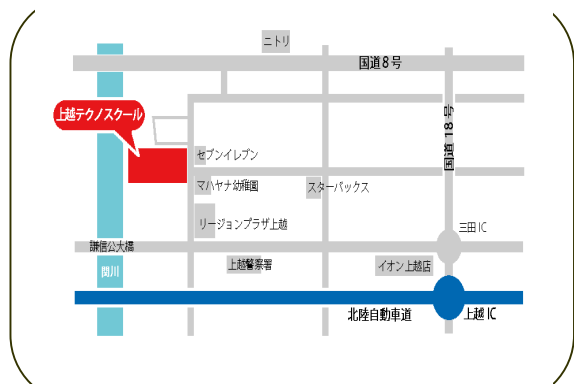 ニトリ
国道8号
上越テクノスクール
国道18号
セブンイレブン
マハヤナ幼稚園
スターバックス
リージョンプラザ上越
三田IC
謙信公大橋
上越警察署
イオン上越店
関川
北陸自動車道
上越IC